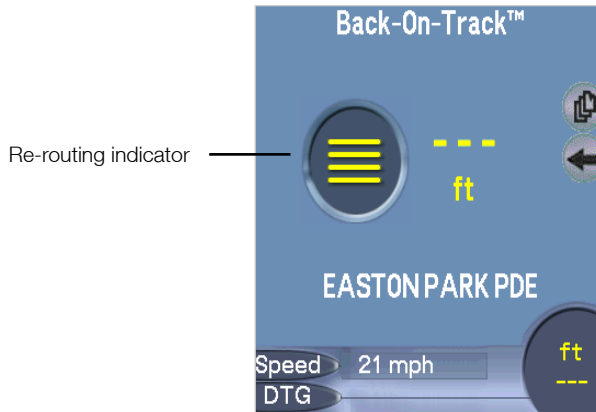 Back-On-Track™
Re-routing indicator
---
ft
EASTON PARK PDE
Speed 21 mph
ft
DTG
---